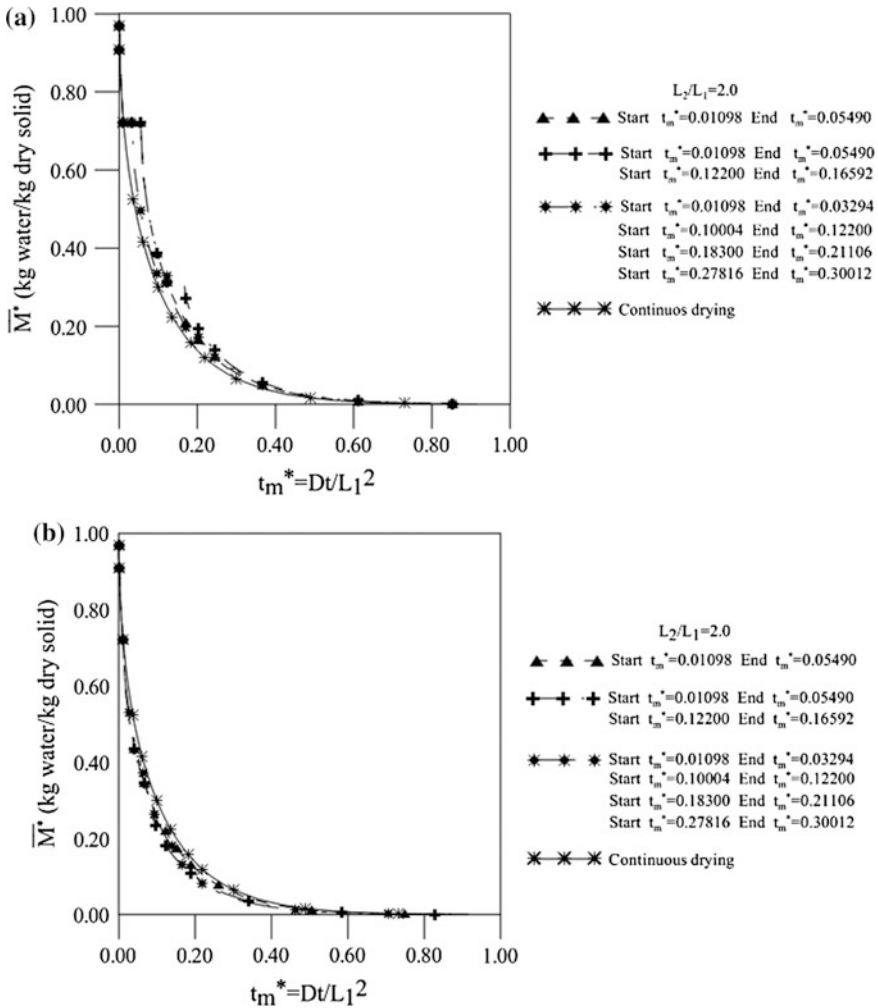 (a)
1.00
0.80
0.60
0.40
0.20
0.00
M̅* (kg water/kg dry solid)
0.00 0.20 0.40 0.60 0.80 1.00
tm*=Dt/L1²
L2/L1=2.0
Start tm*=0.01098 End tm*=0.05490
Start tm*=0.01098 End tm*=0.05490
Start tm*=0.12200 End tm*=0.16592
Start tm*=0.01098 End tm*=0.03294
Start tm*=0.10004 End tm*=0.12200
Start tm*=0.18300 End tm*=0.21106
Start tm*=0.27816 End tm*=0.30012
Continuos drying
(b)
1.00
0.80
0.60
0.40
0.20
0.00
M̅* (kg water/kg dry solid)
0.00 0.20 0.40 0.60 0.80 1.00
tm*=Dt/L1²
L2/L1=2.0
Start tm*=0.01098 End tm*=0.05490
Start tm*=0.01098 End tm*=0.05490
Start tm*=0.12200 End tm*=0.16592
Start tm*=0.01098 End tm*=0.03294
Start tm*=0.10004 End tm*=0.12200
Start tm*=0.18300 End tm*=0.21106
Start tm*=0.27816 End tm*=0.30012
Continuous drying